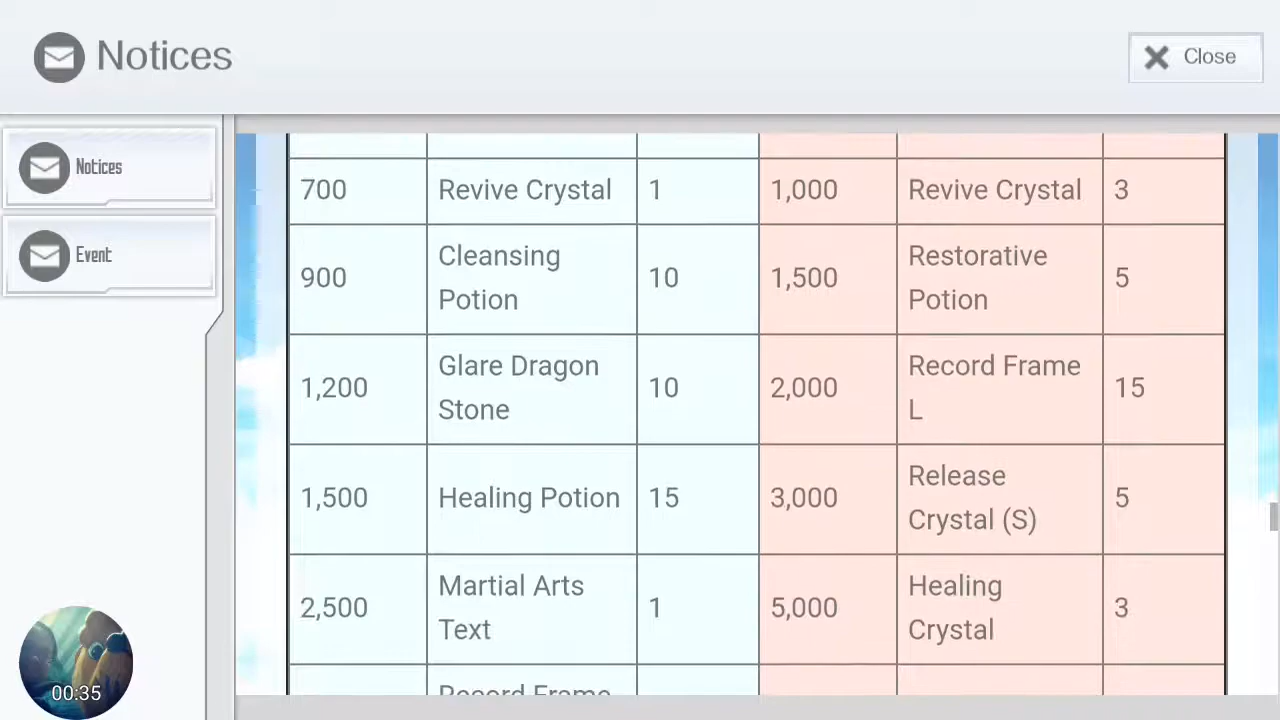 Notices
Close
Notices
Event
700 Revive Crystal 1 1,000 Revive Crystal 3
900 Cleansing Potion 10 1,500 Restorative Potion 5
1,200 Glare Dragon Stone 10 2,000 Record Frame L 15
1,500 Healing Potion 15 3,000 Release Crystal (S) 5
2,500 Martial Arts Text 1 5,000 Healing Crystal 3
Record Frame
00:35